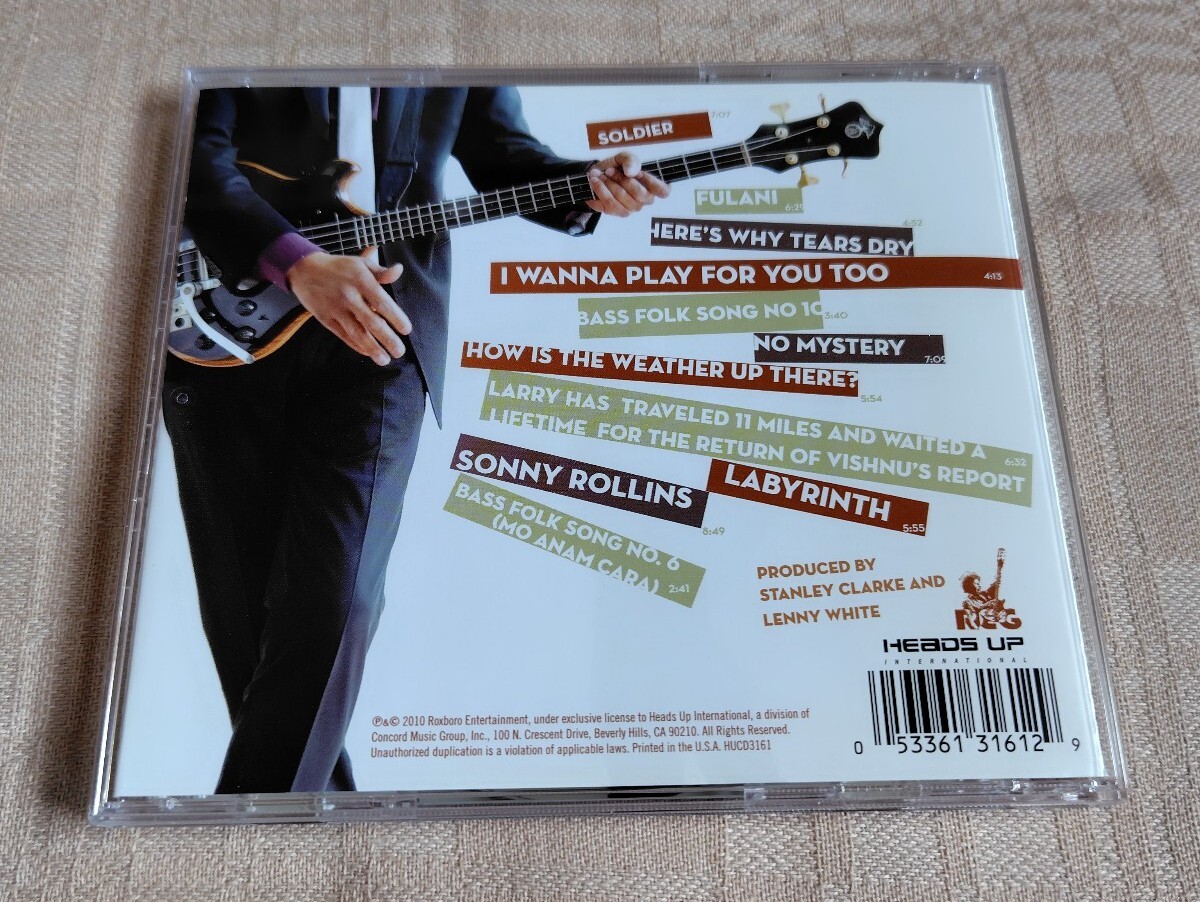 SOLDIER 7:07
FULANI 6:25
HERE'S WHY TEARS DRY 4:52
I WANNA PLAY FOR YOU TOO 4:13
BASS FOLK SONG NO 10 3:40
NO MYSTERY 7:09
HOW IS THE WEATHER UP THERE? 5:54
LARRY HAS TRAVELED 11 MILES AND WAITED A
LIFETIME FOR THE RETURN OF VISHNU'S REPORT 6:32
LABYRINTH 5:55
SONNY ROLLINS 8:49
BASS FOLK SONG NO. 6
(MO ANAM CARA) 2:41
PRODUCED BY
STANLEY CLARKE AND
LENNY WHITE
HEADS UP
INTERNATIONAL
℗&© 2010 Roxboro Entertainment, under exclusive license to Heads Up International, a division of
Concord Music Group, Inc., 100 N. Crescent Drive, Beverly Hills, CA 90210. All Rights Reserved.
Unauthorized duplication is a violation of applicable laws. Printed in the U.S.A. HUCD3161
0 53361 31612 9